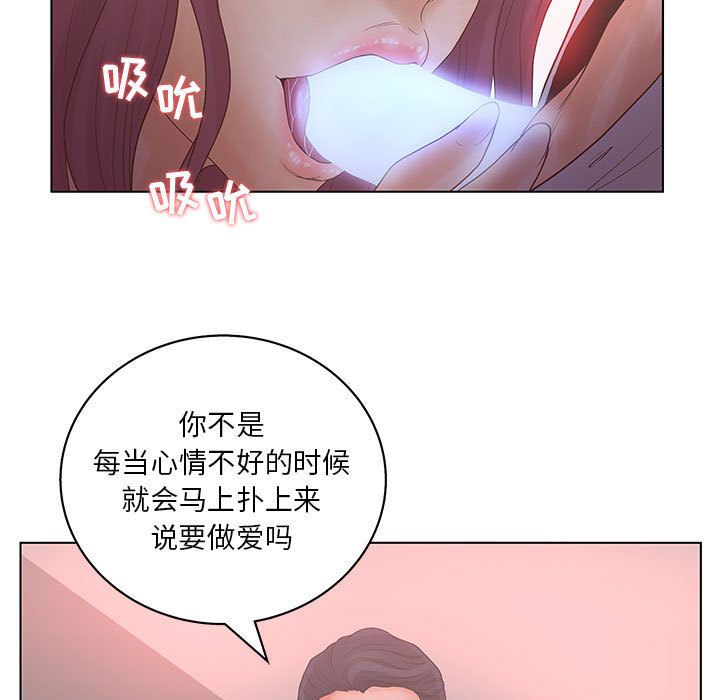 吸吮
吸吮
你不是
每当心情不好的时候
就会马上扑上来
说要做爱吗